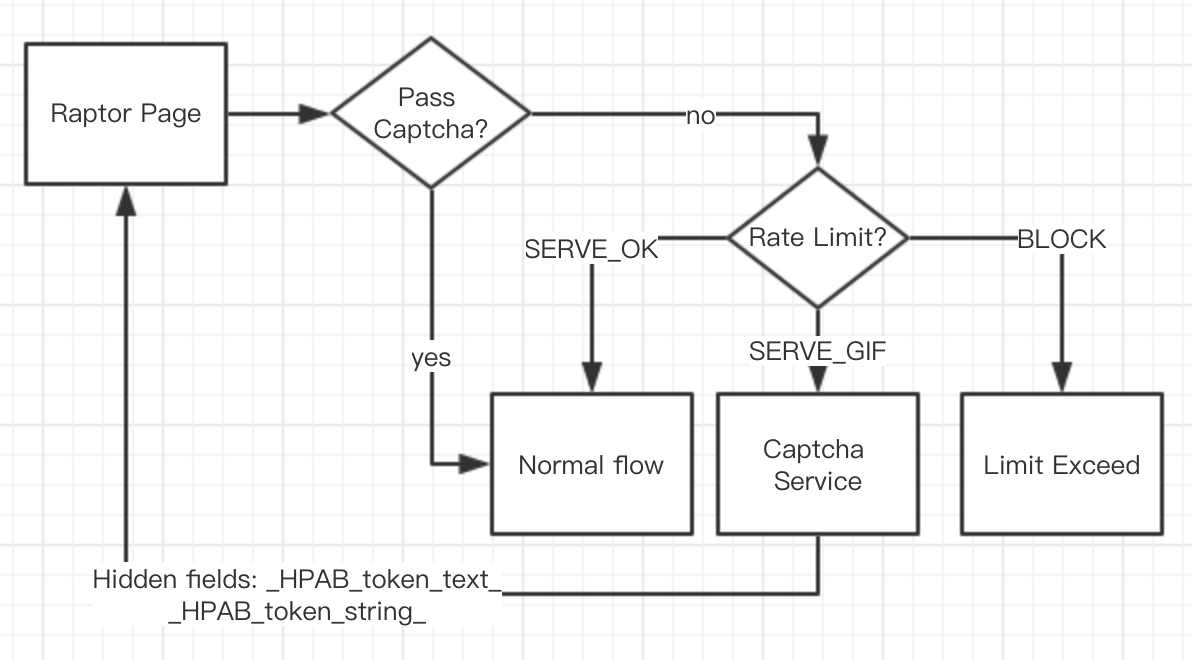 Raptor Page
Pass
Captcha?
no
Rate Limit?
SERVE_OK
BLOCK
yes
SERVE_GIF
Normal flow
Captcha
Service
Limit Exceed
Hidden fields: _HPAB_token_text_
_HPAB_token_string_